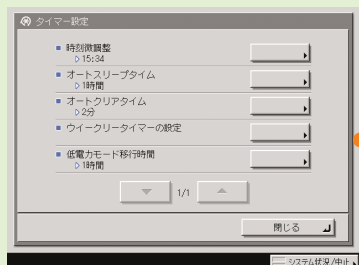 タイマー設定
時刻微調整
15:34
オートスリープタイム
1時間
オートクリアタイム
2分
ウイークリータイマーの設定
低電力モード移行時間
1時間
1/1
閉じる
システム状況/中止